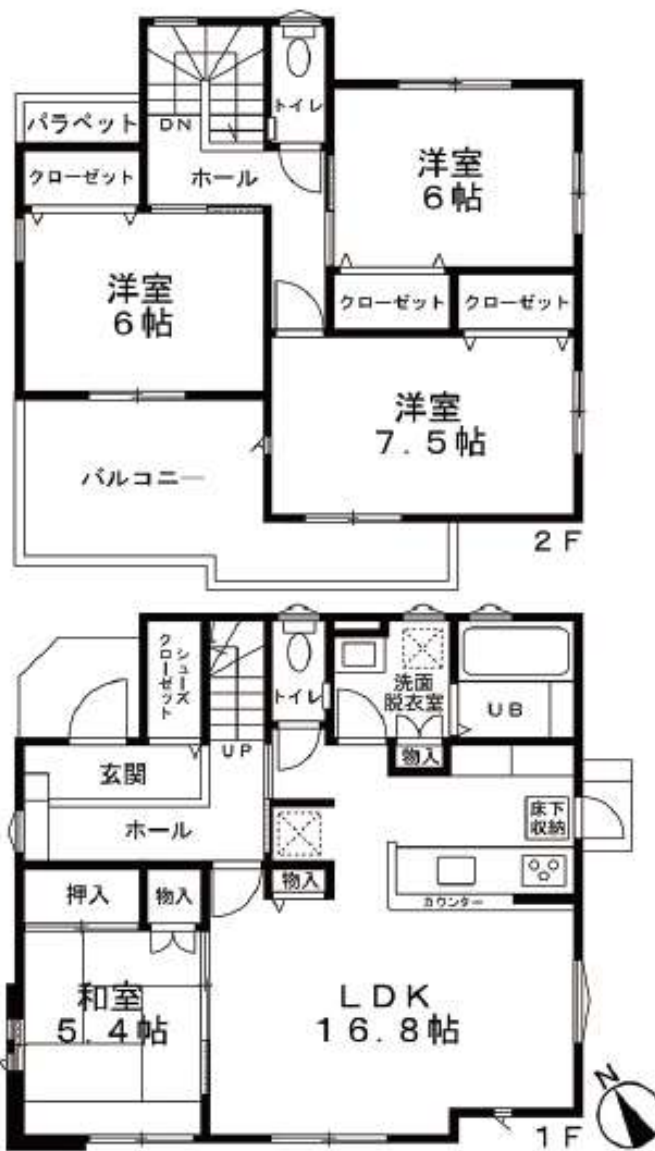 トイレ
パラペット
DN
クローゼット
ホール
洋室
6帖
洋室
6帖
クローゼット
クローゼット
洋室
7.5帖
バルコニー
2F
シューズ
クローゼット
トイレ
洗面
脱衣室
UB
UP
物入
玄関
ホール
床下
収納
物入
カウンター
押入
物入
和室
5.4帖
LDK
16.8帖
N
1F